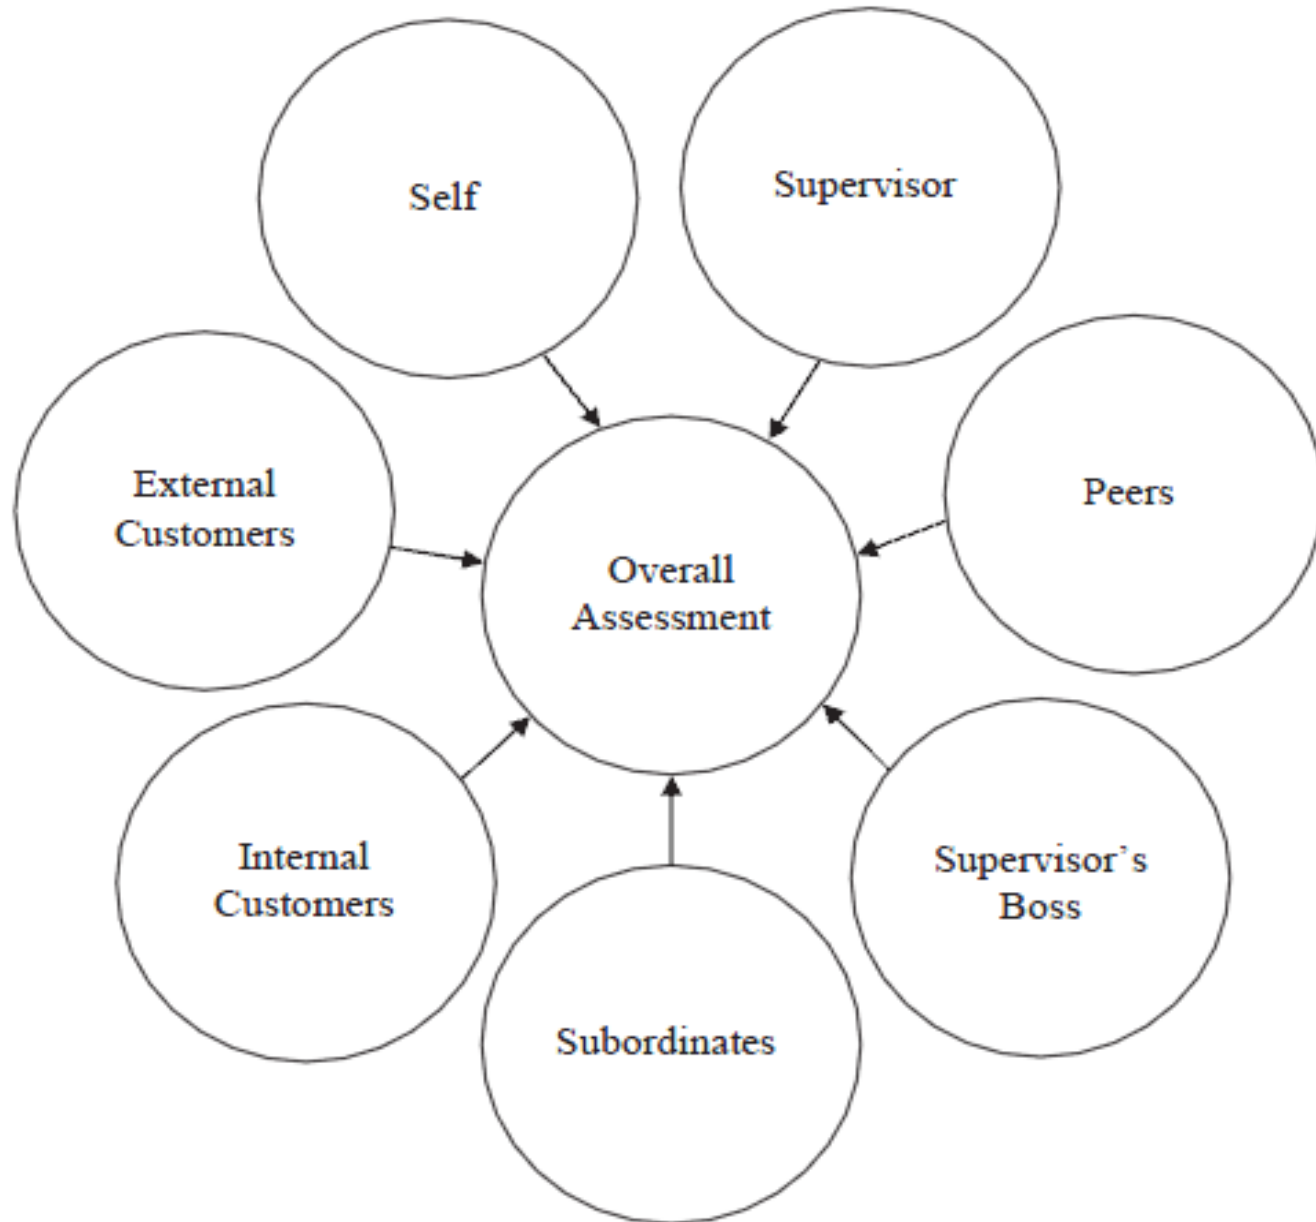 Self
Supervisor
External
Customers
Peers
Overall
Assessment
Internal
Customers
Supervisor's
Boss
Subordinates